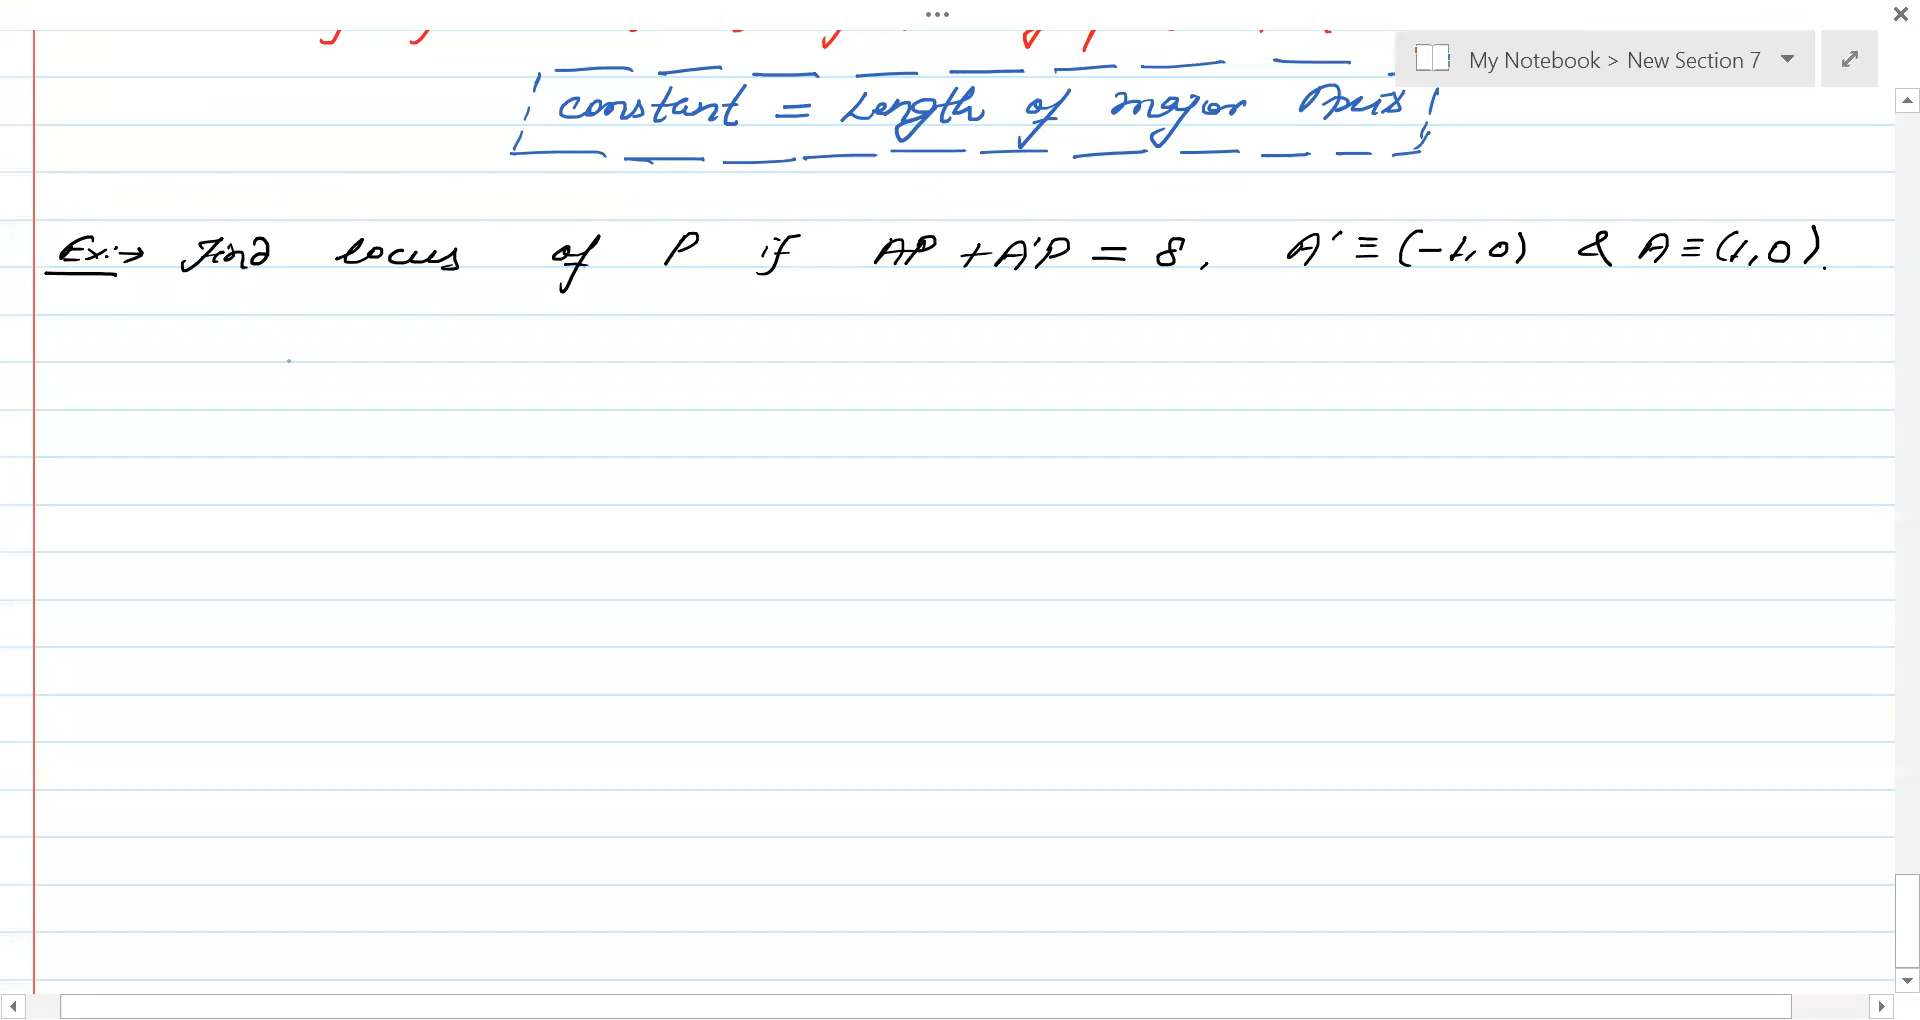 My Notebook > New Section 7
constant = Length of major Axis
Ex:→ Find locus of P if AP + A'P = 8, A' ≡ (-1, 0) & A ≡ (1, 0).